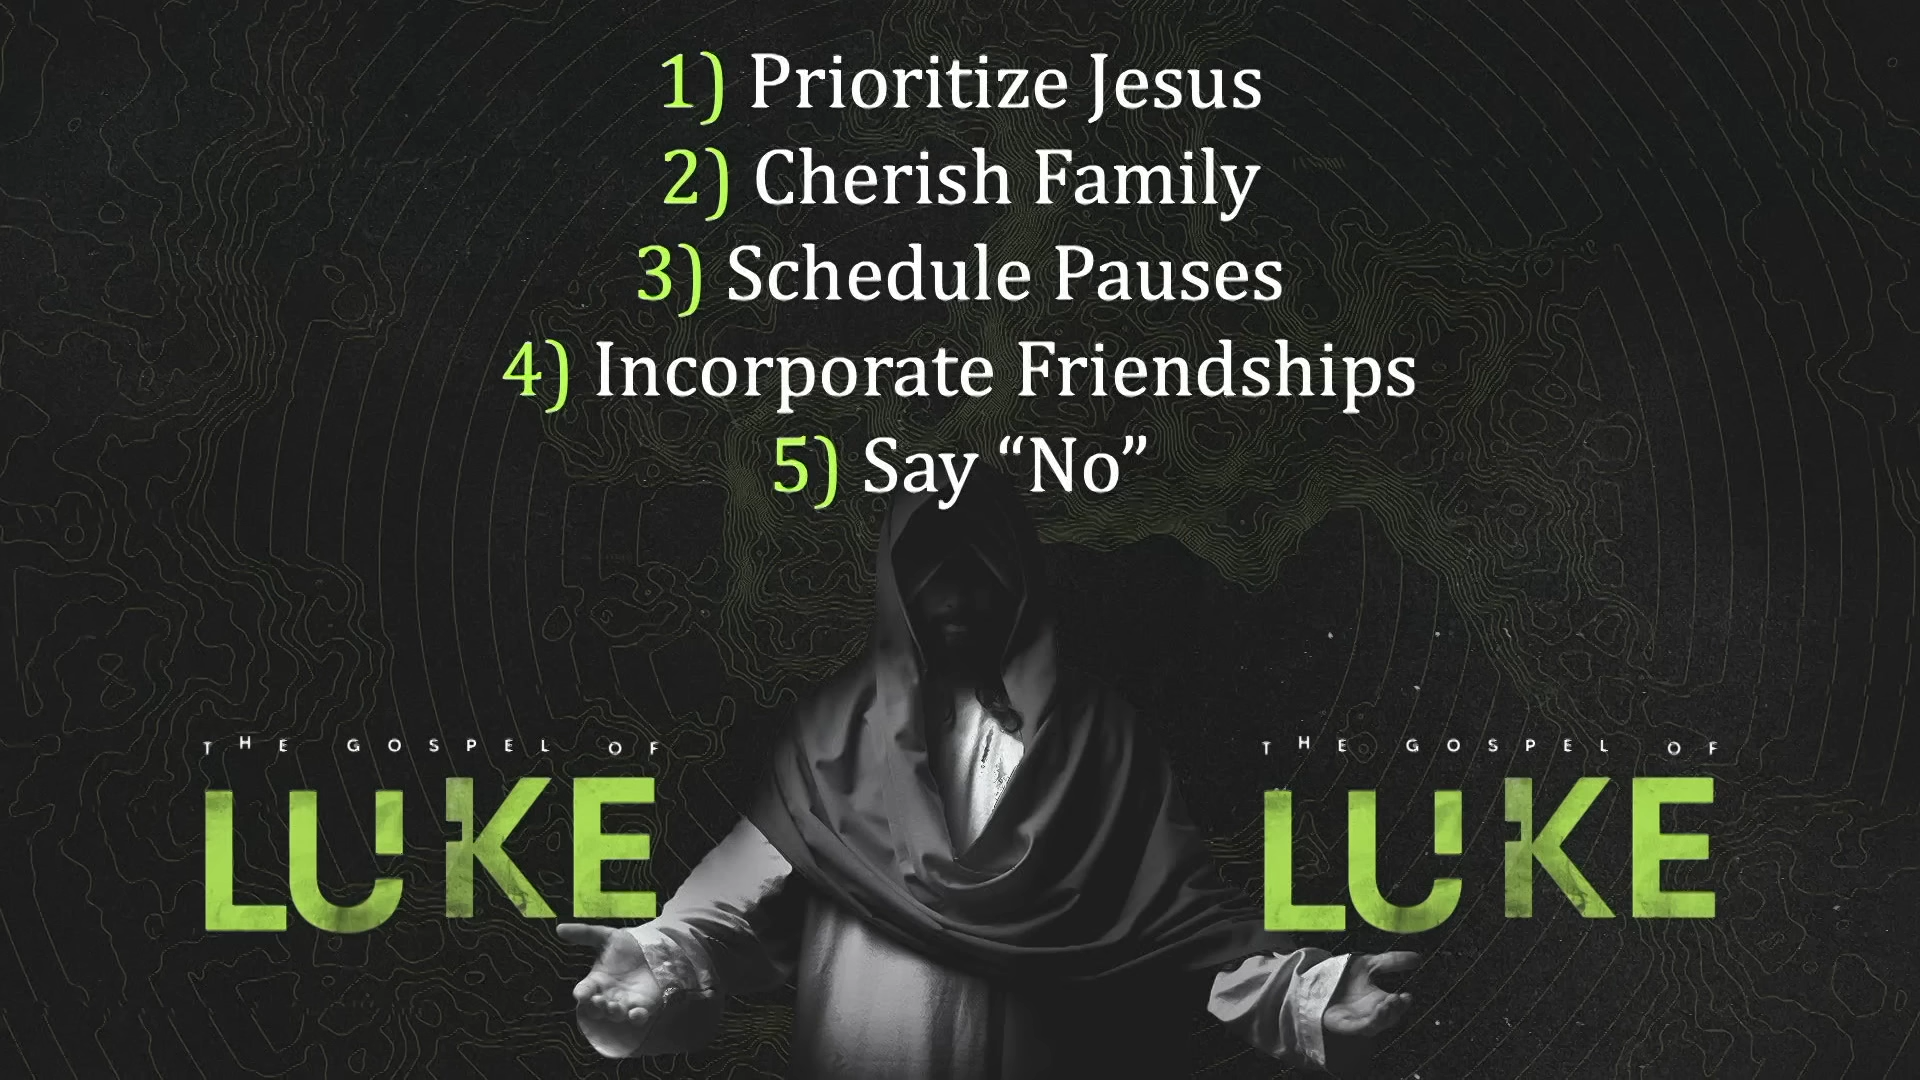 1) Prioritize Jesus
2) Cherish Family
3) Schedule Pauses
4) Incorporate Friendships
5) Say “No”
THE GOSPEL OF
LUKE
THE GOSPEL OF
LUKE